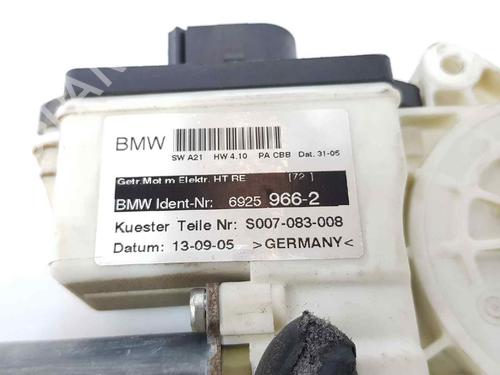 BMW
SW A21 HW 4.10 PA CBB Dat. 31-05
Getr.Mot m Elektr. HT RE [72]
BMW Ident-Nr: 6925 966-2
Kuester Teile Nr: S007-083-008
Datum: 13-09-05 >GERMANY<